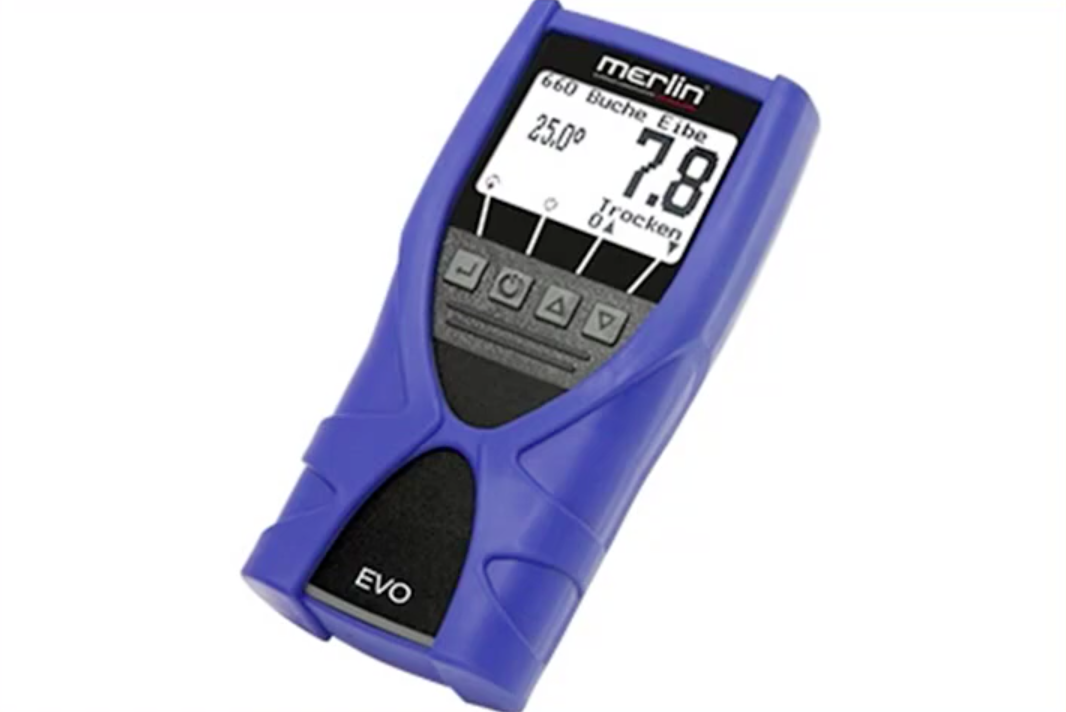 merlin
660 Buche Eibe
25.0°
7.8
Trocken
0▲ ▼
EVO